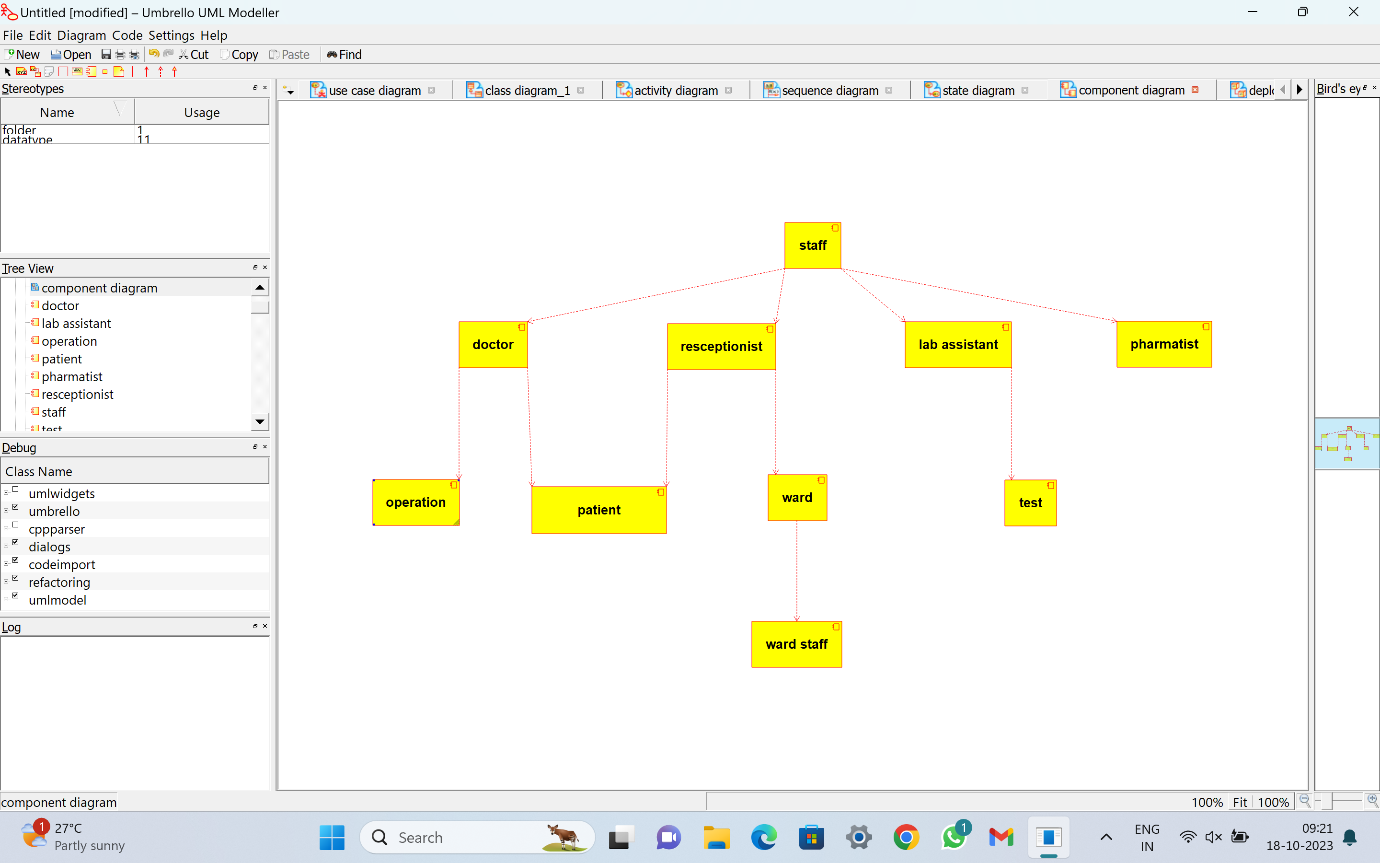 Untitled [modified] – Umbrello UML Modeller
File Edit Diagram Code Settings Help
New Open Cut Copy Paste Find
Stereotypes
Name Usage
folder 1
datatype 11
Tree View
component diagram
doctor
lab assistant
operation
patient
pharmatist
resceptionist
staff
test
Debug
Class Name
umlwidgets
umbrello
cppparser
dialogs
codeimport
refactoring
umlmodel
Log
use case diagram class diagram_1 activity diagram sequence diagram state diagram component diagram deplo
Bird's ey
staff
doctor resceptionist lab assistant pharmatist
operation patient ward test
ward staff
component diagram
100% Fit 100%
1 27°C
Partly sunny
Search
1
ENG
IN
09:21
18-10-2023